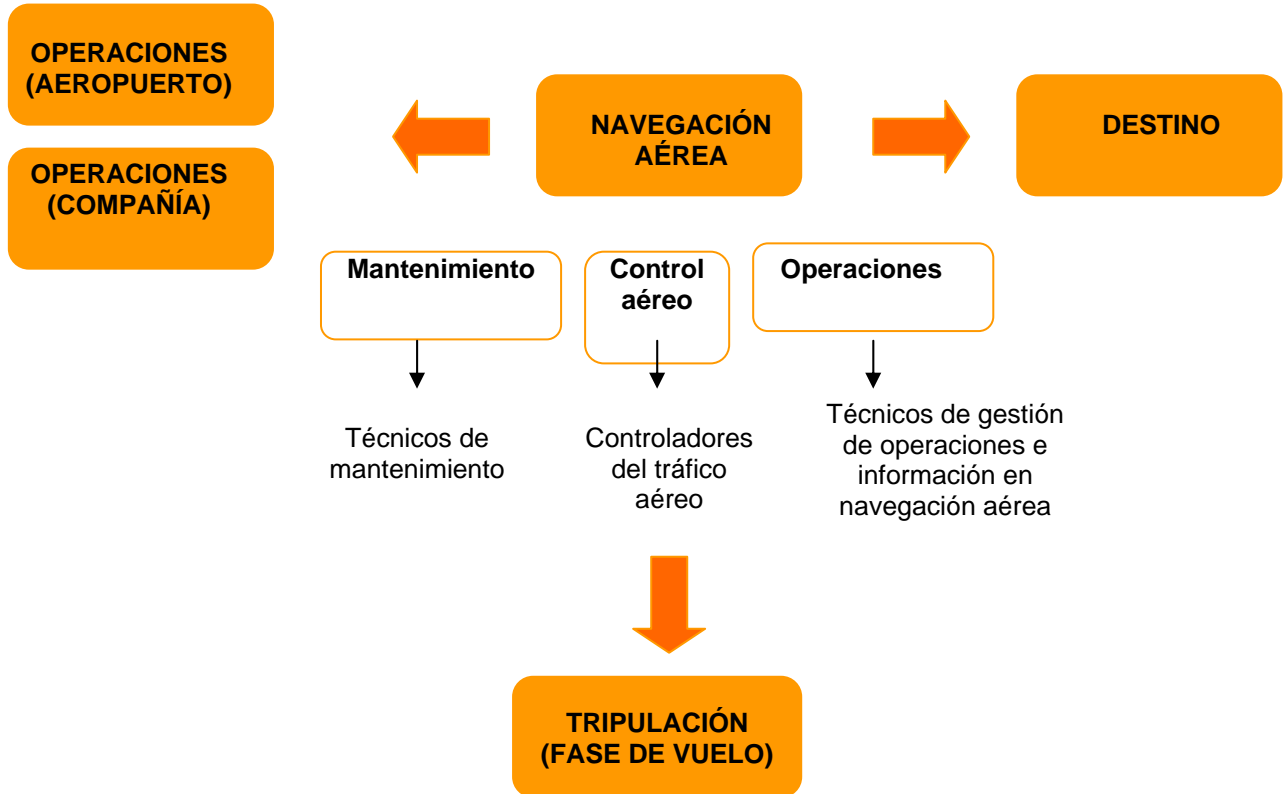 OPERACIONES
(AEROPUERTO)
NAVEGACIÓN
AÉREA
DESTINO
OPERACIONES
(COMPAÑÍA)
Mantenimiento
Control
aéreo
Operaciones
Técnicos de
mantenimiento
Controladores
del tráfico
aéreo
Técnicos de gestión
de operaciones e
información en
navegación aérea
TRIPULACIÓN
(FASE DE VUELO)